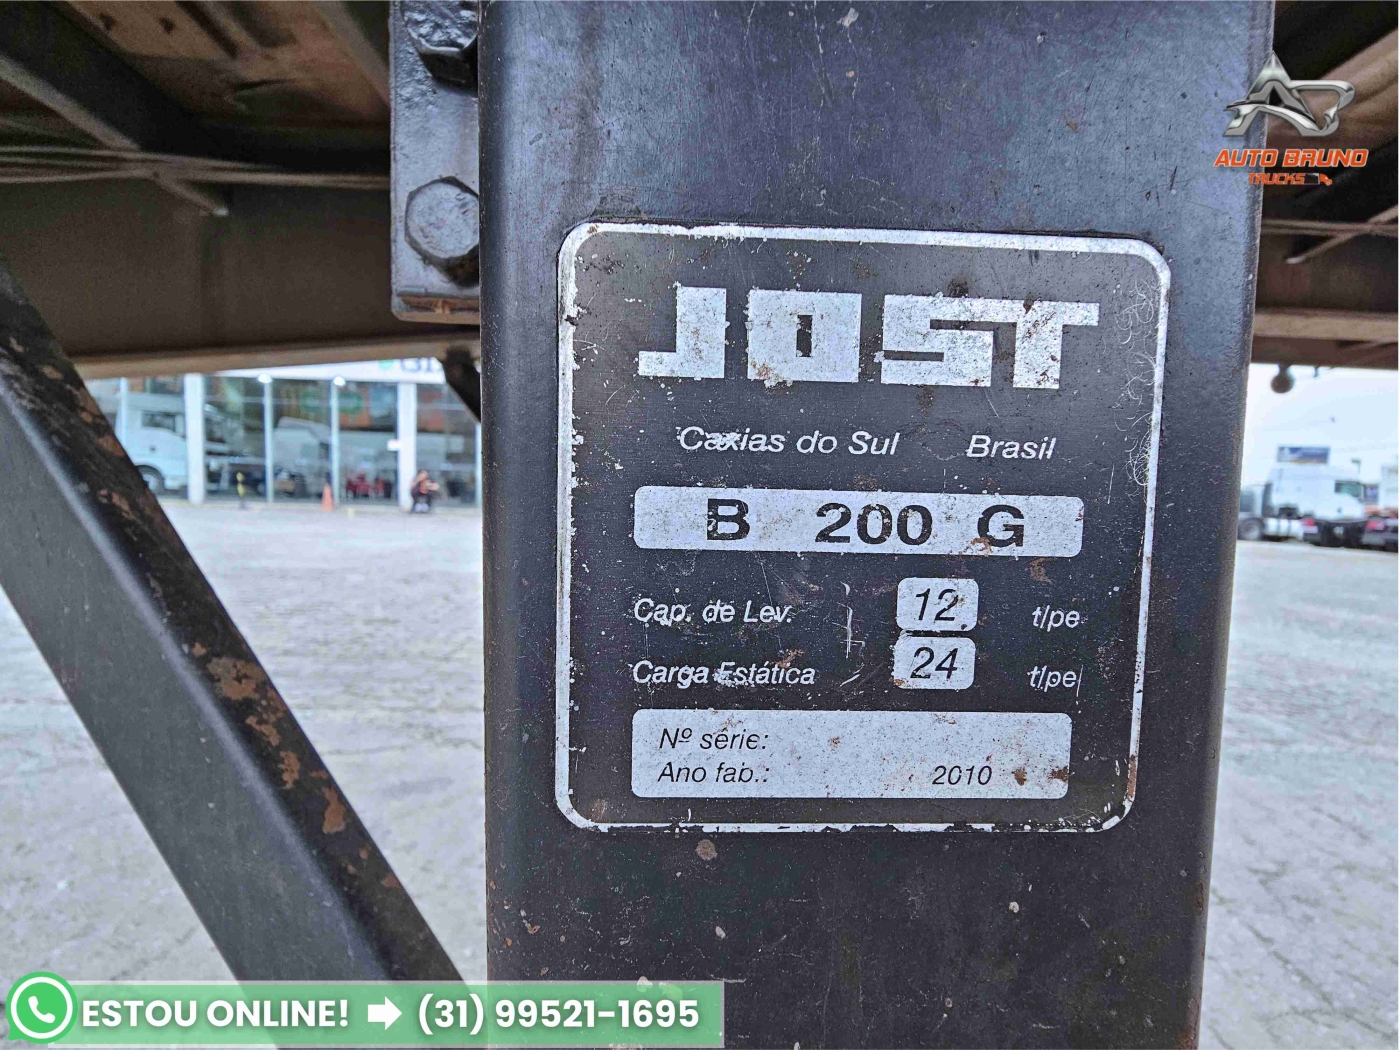 AUTO BRUNO
TRUCKS
JOST
Caxias do Sul Brasil
B 200 G
Cap. de Lev. 12 t/pe
Carga Estática 24 t/pe
Nº série:
Ano fab.: 2010
ESTOU ONLINE! (31) 99521-1695